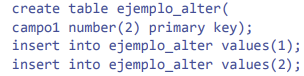 create table ejemplo_alter(
campo1 number(2) primary key);
insert into ejemplo_alter values(1);
insert into ejemplo_alter values(2);